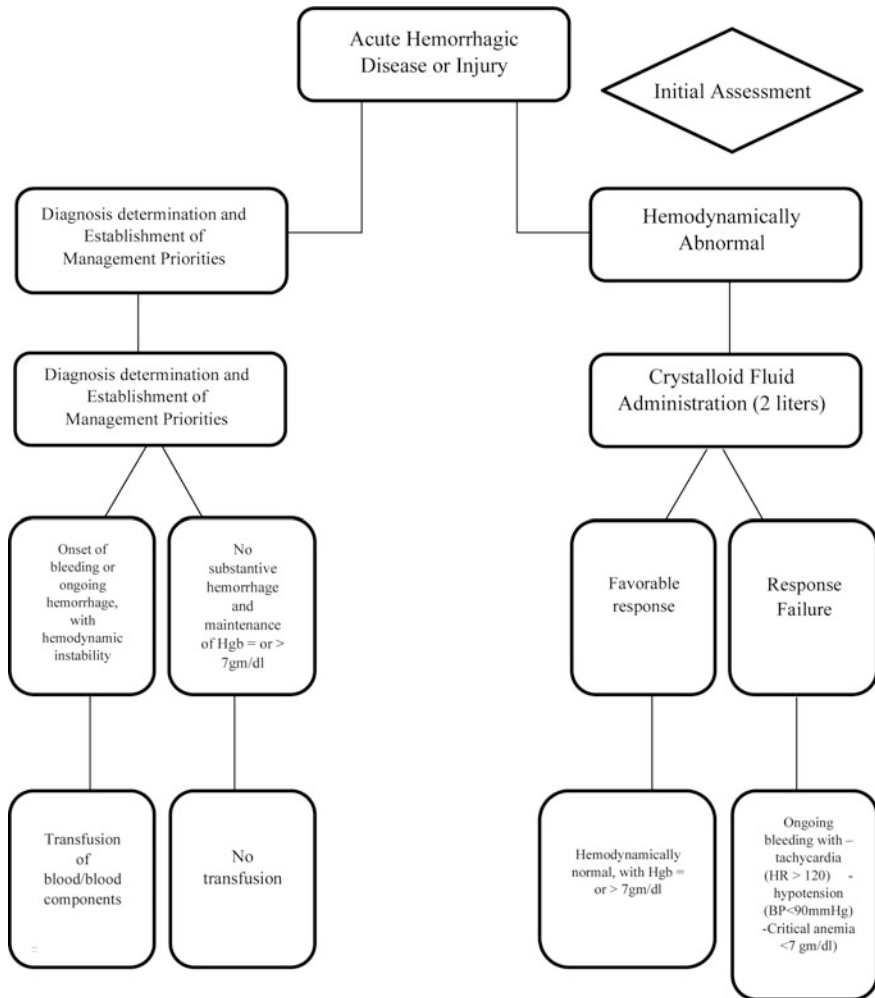 Acute Hemorrhagic
Disease or Injury
Initial Assessment
Diagnosis determination and
Establishment of
Management Priorities
Hemodynamically
Abnormal
Diagnosis determination and
Establishment of
Management Priorities
Crystalloid Fluid
Administration (2 liters)
Onset of
bleeding or
ongoing
hemorrhage,
with
hemodynamic
instability
No
substantive
hemorrhage
and
maintenance
of Hgb = or >
7gm/dl
Favorable
response
Response
Failure
Transfusion
of
blood/blood
components
=
No
transfusion
Hemodynamically
normal, with Hgb =
or > 7gm/dl
Ongoing
bleeding with –
tachycardia
(HR > 120) -
hypotension
(BP<90mmHg)
-Critical anemia
<7 gm/dl)